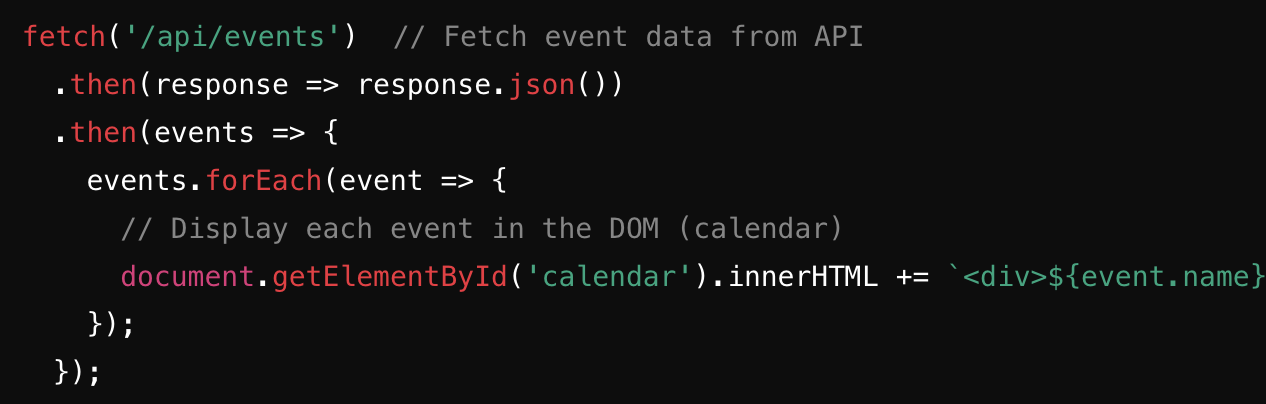 fetch('/api/events')  // Fetch event data from API
  .then(response => response.json())
  .then(events => {
    events.forEach(event => {
      // Display each event in the DOM (calendar)
      document.getElementById('calendar').innerHTML += `<div>${event.name}
    });
  });